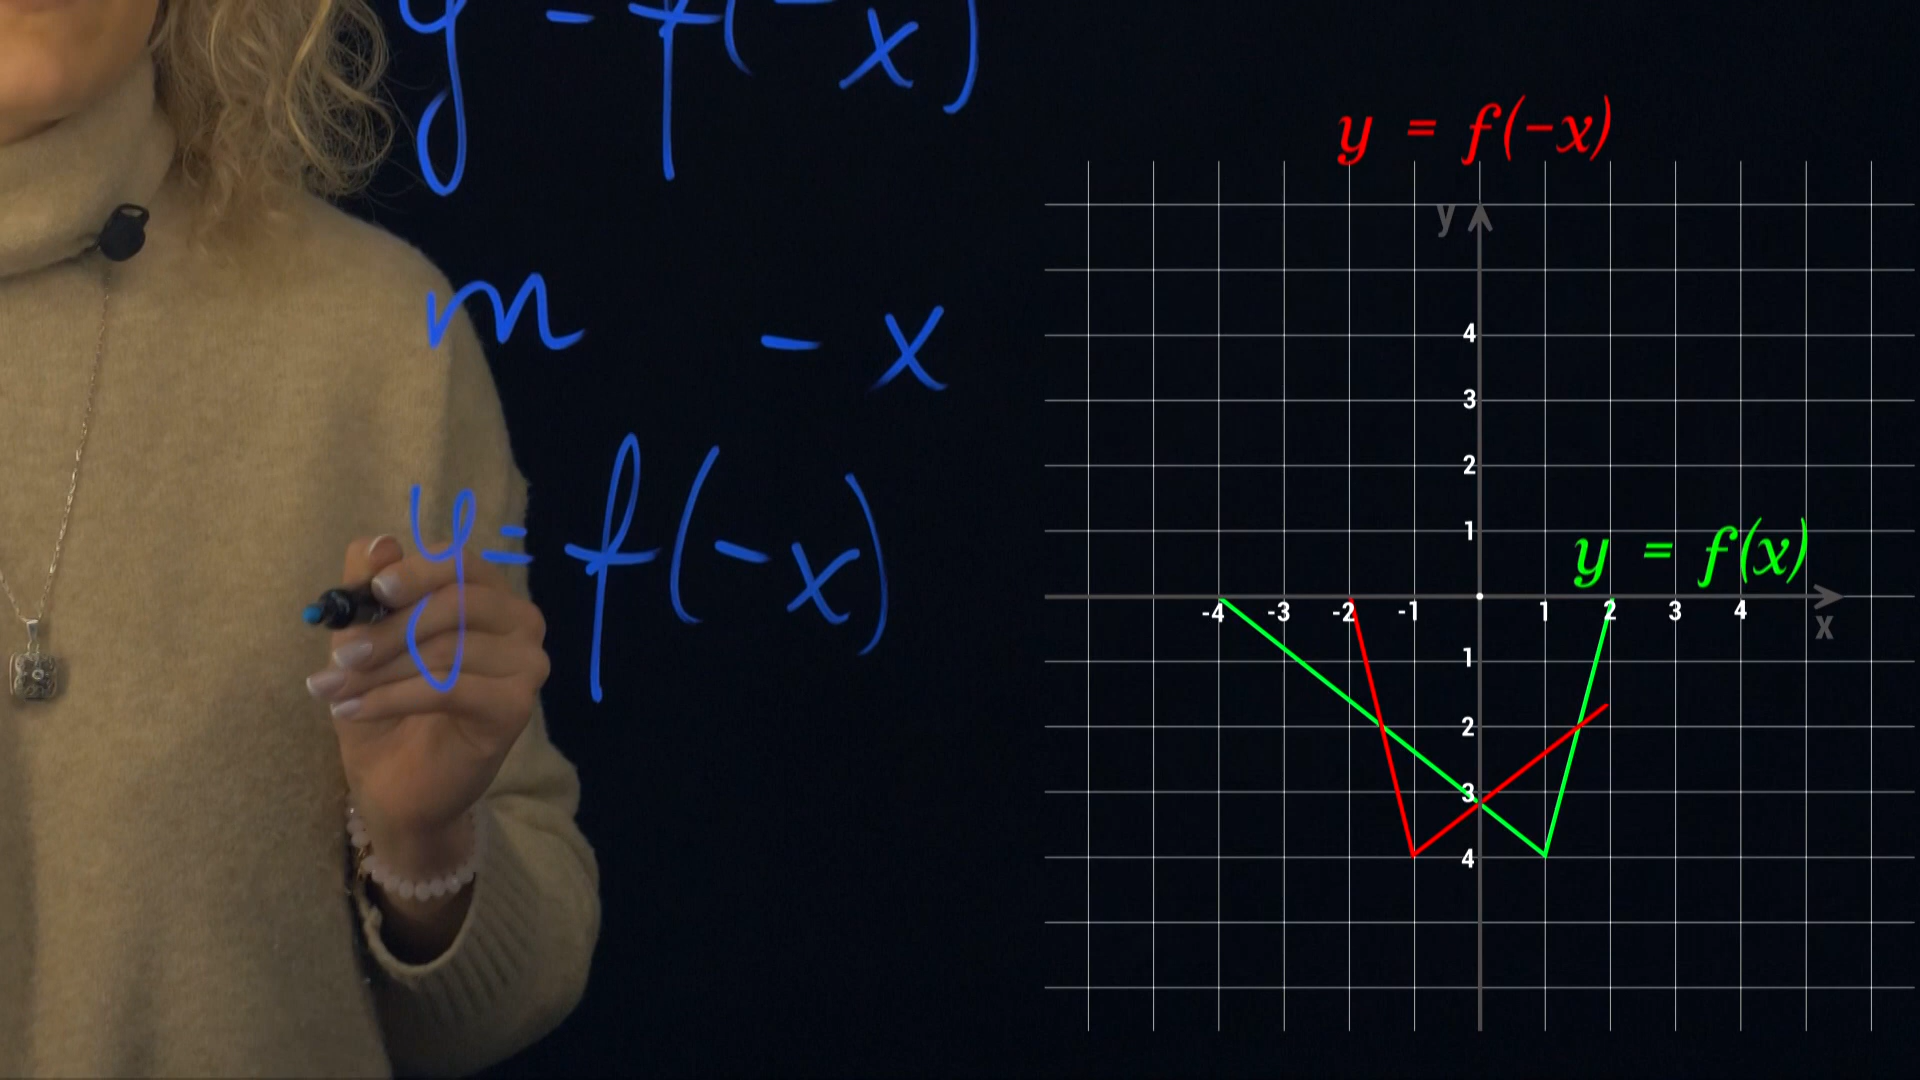 y = f(-x)
m - x
y = f(-x)
y = f(-x)
y
4
3
2
1
y = f(x)
-4 -3 -2 -1 1 2 3 4
x
1
2
3
4